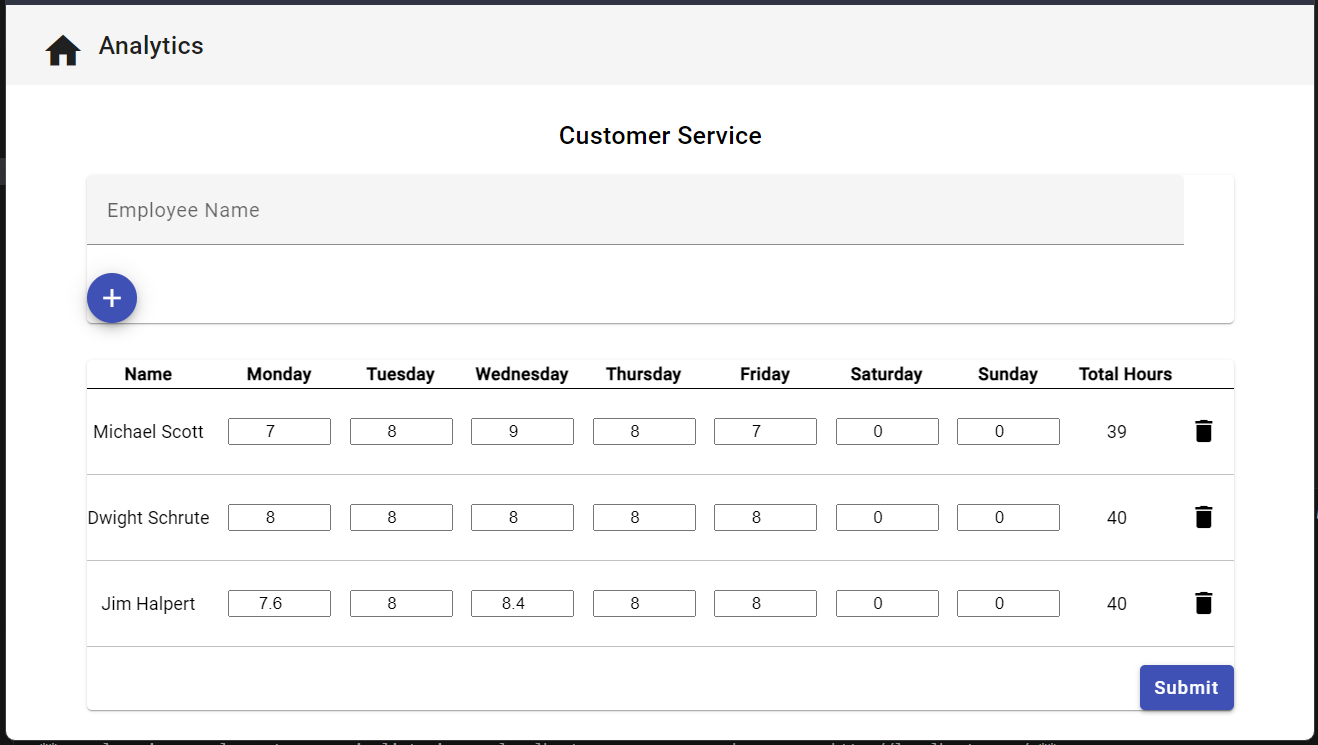 Analytics
Customer Service
Employee Name
+
Name Monday Tuesday Wednesday Thursday Friday Saturday Sunday Total Hours
Michael Scott 7 8 9 8 7 0 0 39
Dwight Schrute 8 8 8 8 8 0 0 40
Jim Halpert 7.6 8 8.4 8 8 0 0 40
Submit